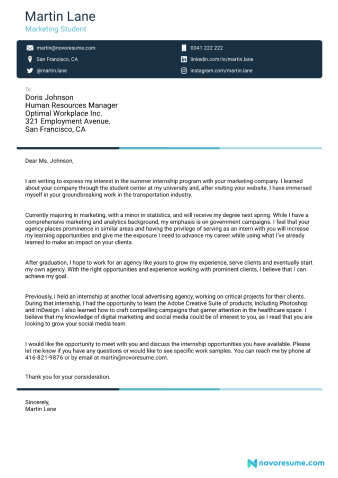 Martin Lane
Marketing Student
martin@novoresume.com
0041 222 222
San Francisco, CA
linkedin.com/in/martin.lane
@martin.lane
instagram.com/martin.lane
To:
Doris Johnson
Human Resources Manager
Optimal Workplace Inc.
321 Employment Avenue.
San Francisco, CA
Dear Ms. Johnson,
I am writing to express my interest in the summer internship program with your marketing company. I learned
about your company through the student center at my university and, after visiting your website, I have immersed
myself in your groundbreaking work in the transportation industry.
Currently majoring in marketing, with a minor in statistics, and will receive my degree next spring. While I have a
comprehensive marketing and analytics background, my emphasis is on government campaigns. I feel that your
agency places prominence in similar areas and having the privilege of serving as an intern with you will increase
my learning opportunities and give me the exposure I need to advance my career while using what I've already
learned to make an impact on your clients.
After graduation, I hope to work for an agency like yours to grow my experience, serve clients and eventually start
my own agency. With the right opportunities and experience working with prominent clients, I believe that I can
achieve my goal.
Previously, I held an internship at another local advertising agency, working on critical projects for their clients.
During that internship, I had the opportunity to learn the Adobe Creative Suite of products, including Photoshop
and InDesign. I also learned how to craft compelling campaigns that garner attention in the healthcare space. I
believe that my knowledge of digital marketing and social media could be of interest to you, as I read that you are
looking to grow your social media team.
I would like the opportunity to meet with you and discuss the internship opportunities you have available. Please
let me know if you have any questions or would like to see specific work samples. You can reach me by phone at
416-821-9876 or by email at martin@novoresume.com.
Thank you for your consideration.
Sincerely,
Martin Lane
novoresume.com